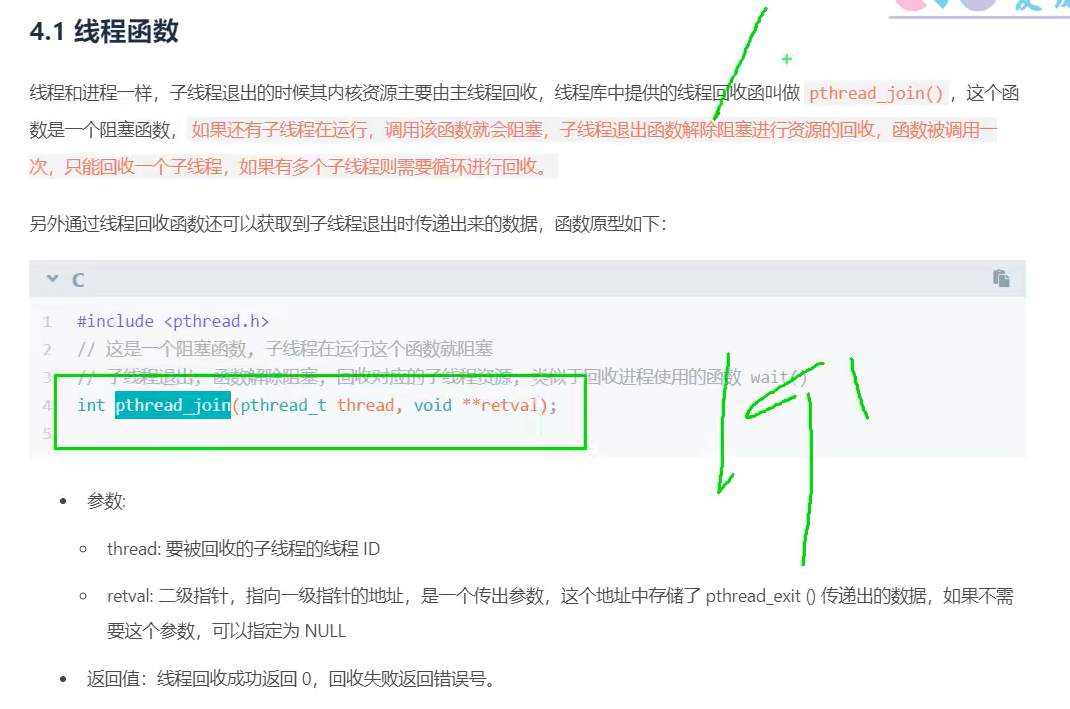 4.1 线程函数
线程和进程一样，子线程退出的时候其内核资源主要由主线程回收，线程库中提供的线程回收函叫做 pthread_join()，这个函
数是一个阻塞函数，如果还有子线程在运行，调用该函数就会阻塞，子线程退出函数解除阻塞进行资源的回收，函数被调用一
次，只能回收一个子线程，如果有多个子线程则需要循环进行回收。
另外通过线程回收函数还可以获取到子线程退出时传递出来的数据，函数原型如下：
C
1 #include <pthread.h>
2 // 这是一个阻塞函数, 子线程在运行这个函数就阻塞
3 // 子线程退出, 函数解除阻塞, 回收对应的子线程资源, 类似于回收进程使用的函数 wait()
4 int pthread_join(pthread_t thread, void **retval);
5
• 参数:
○ thread: 要被回收的子线程的线程 ID
○ retval: 二级指针，指向一级指针的地址，是一个传出参数，这个地址中存储了 pthread_exit () 传递出的数据，如果不需
要这个参数，可以指定为 NULL
• 返回值：线程回收成功返回 0，回收失败返回错误号。